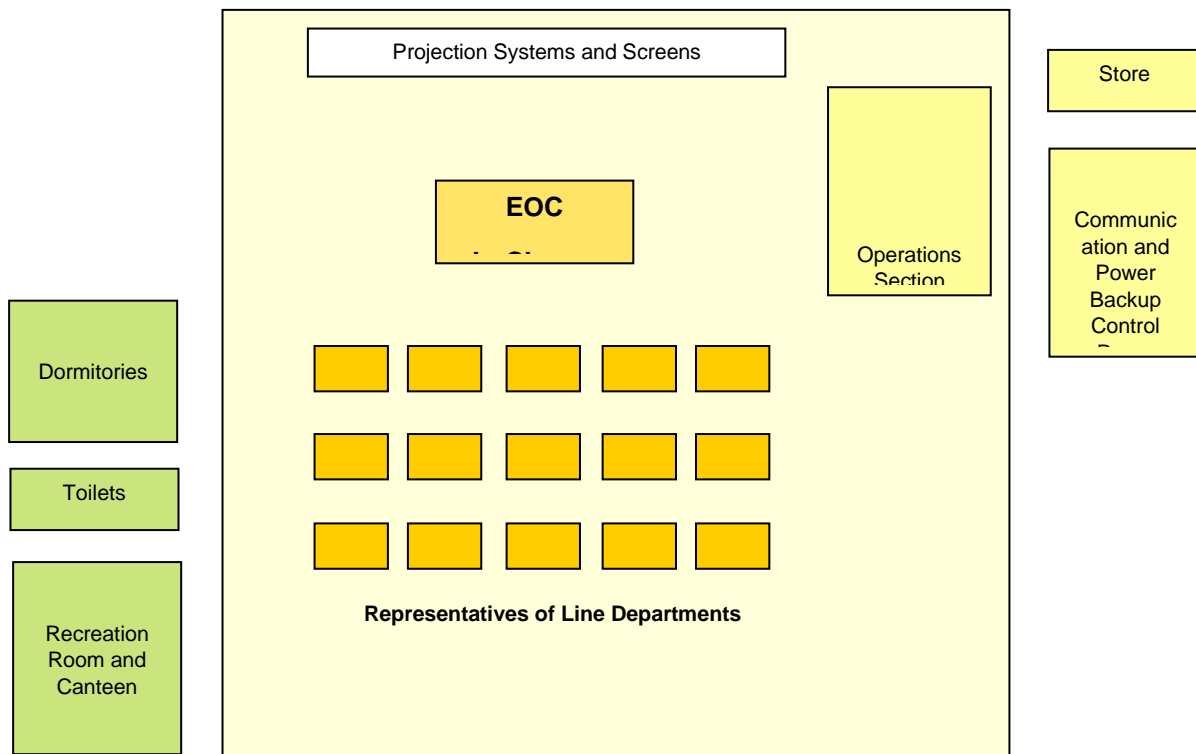 Projection Systems and Screens
Store
EOC
Operations
Section
Communic
ation and
Power
Backup
Control
Dormitories
Toilets
Representatives of Line Departments
Recreation
Room and
Canteen